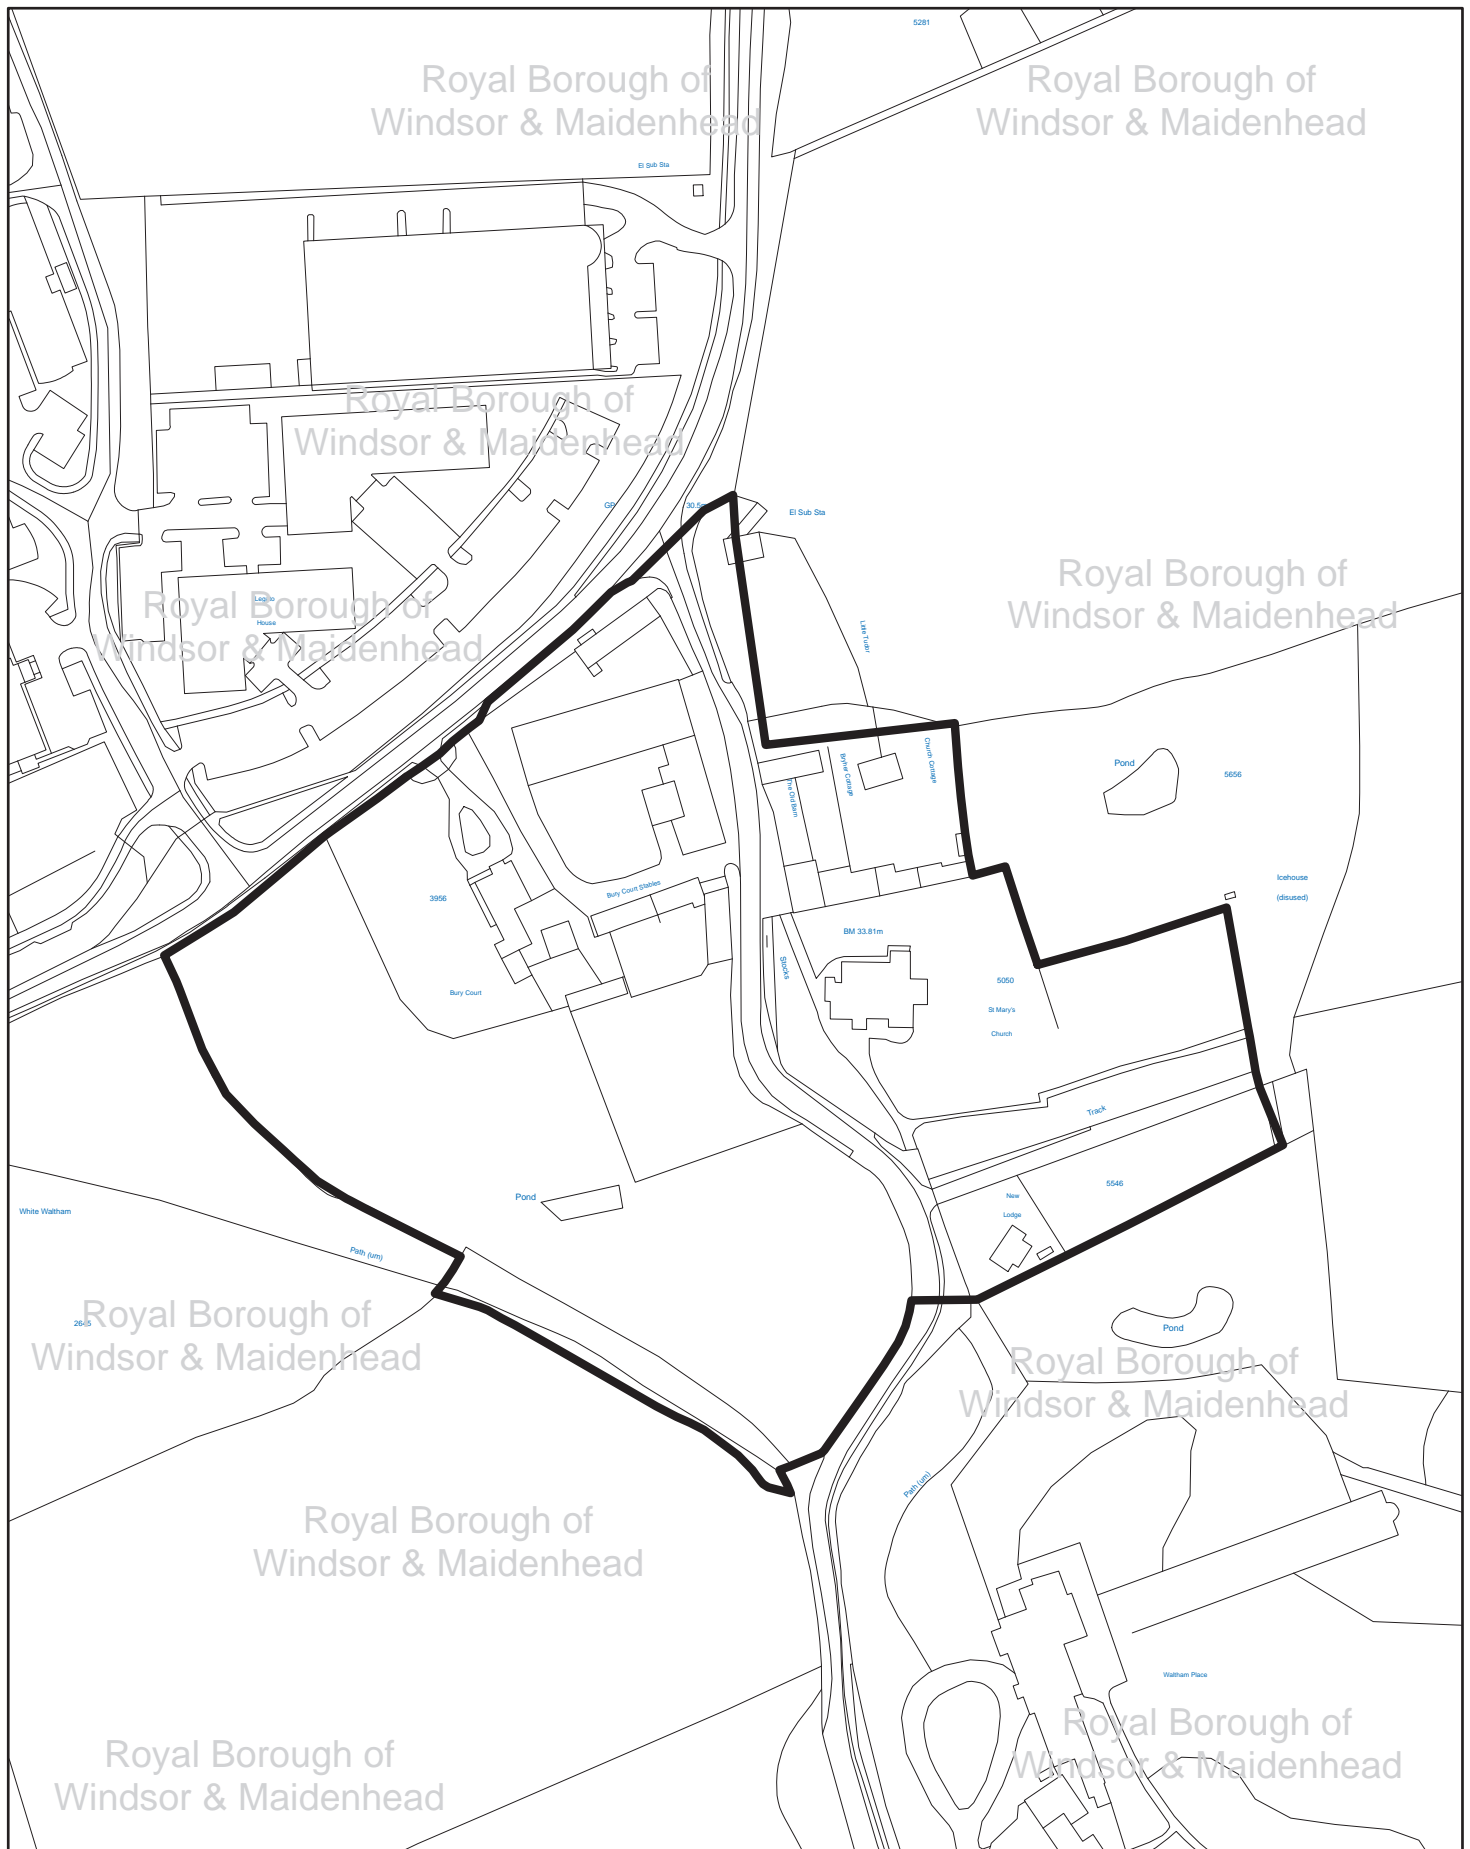 5281
Royal Borough of
Windsor & Maidenhead
Royal Borough of
Windsor & Maidenhead
El Sub Sta
Royal Borough of
Windsor & Maidenhead
GP
El Sub Sta
Royal Borough of
Windsor & Maidenhead
House
Royal Borough of
Windsor & Maidenhead
Little Tudor
Church Cottage
Bryher Cottage
The Old Barn
Pond
5656
Icehouse
(disused)
3956
Bury Court Stables
BM 33.81m
Stocks
5050
St Mary's
Church
Bury Court
Track
5546
New
Lodge
Pond
White Waltham
Path (um)
Royal Borough of
Windsor & Maidenhead
Pond
Royal Borough of
Windsor & Maidenhead
Path (um)
Royal Borough of
Windsor & Maidenhead
Waltham Place
Royal Borough of
Windsor & Maidenhead
Royal Borough of
Windsor & Maidenhead